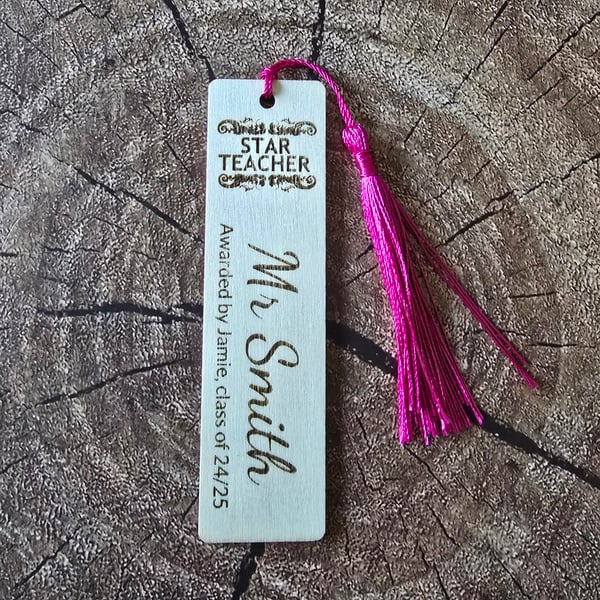 STAR
TEACHER
Mr Smith
Awarded by Jamie, class of 24/25